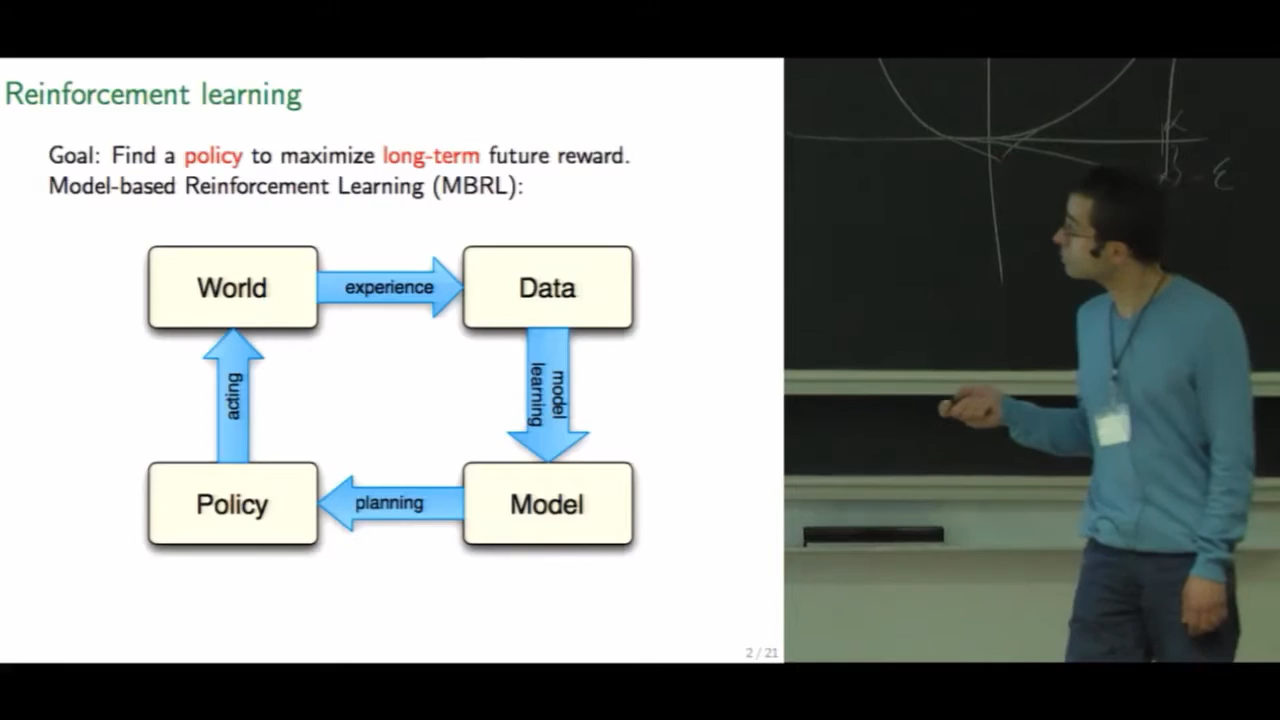 Reinforcement learning
Goal: Find a policy to maximize long-term future reward.
Model-based Reinforcement Learning (MBRL):
World
experience
Data
acting
model
learning
Policy
planning
Model
2 / 21